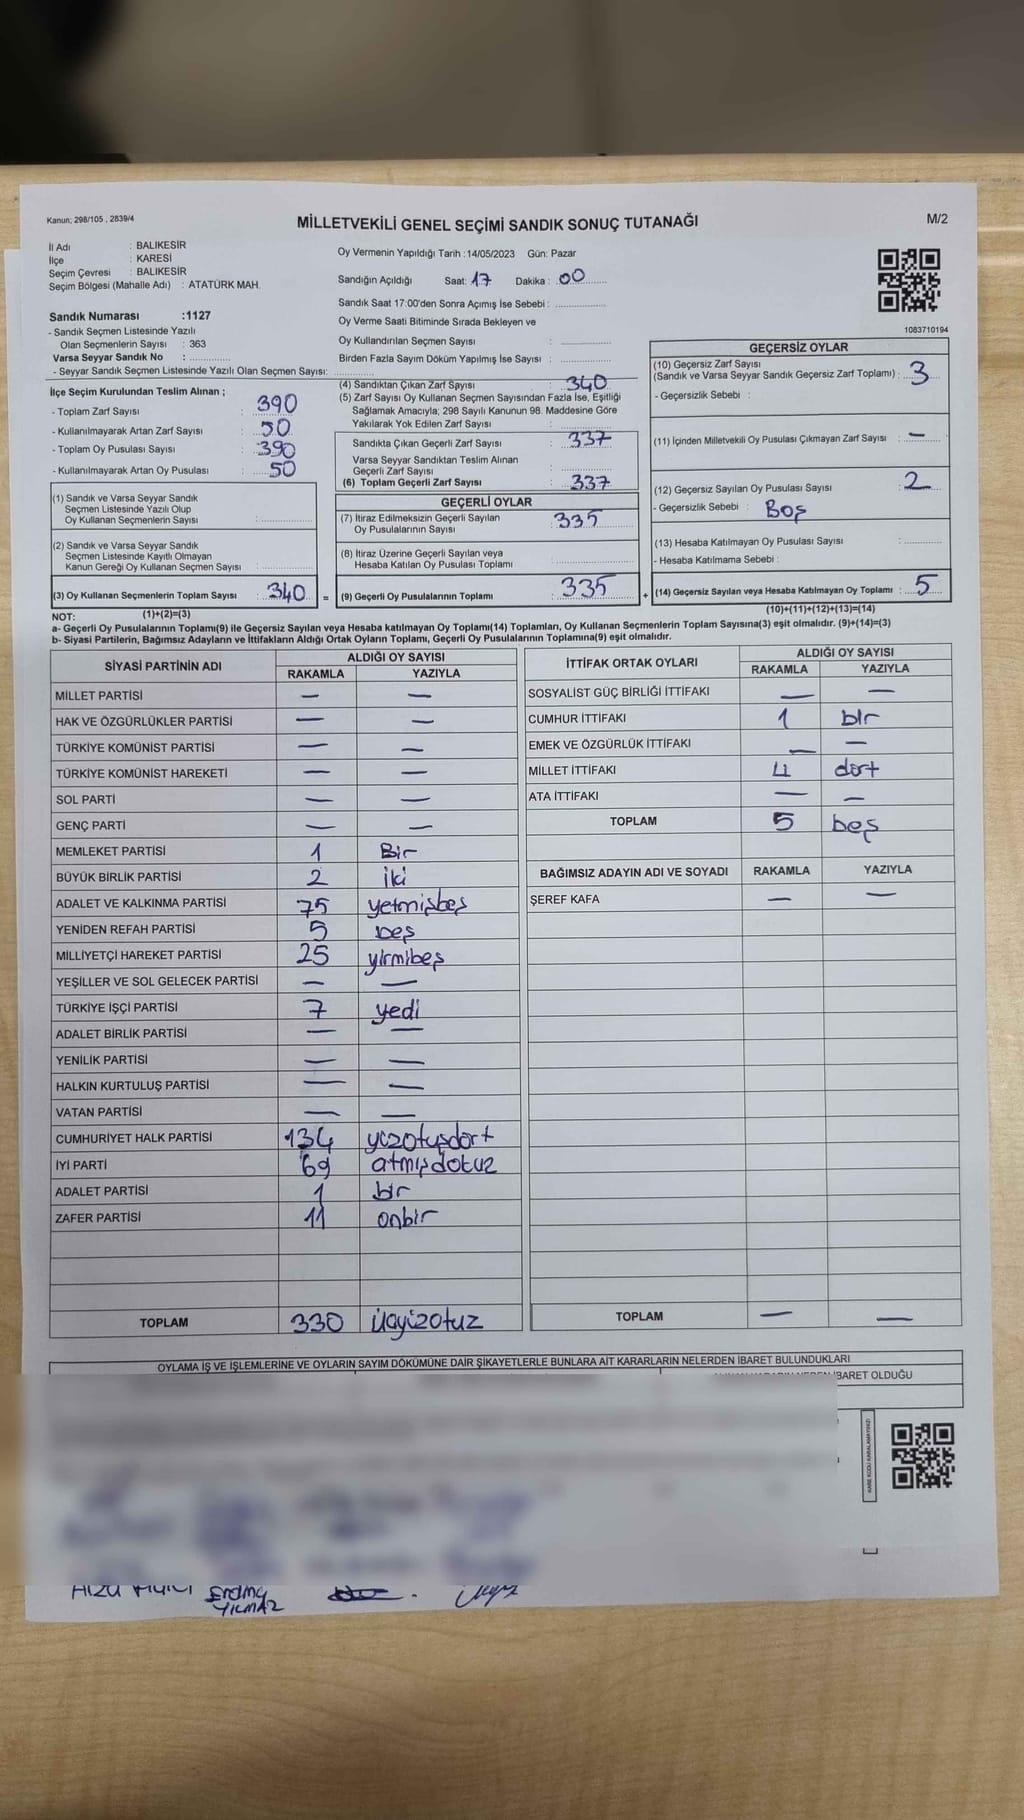 Kanun; 298/105 , 2839/4
MİLLETVEKİLİ GENEL SEÇİMİ SANDIK SONUÇ TUTANAĞI
M/2
İl Adı : BALIKESİR
İlçe : KARESİ
Seçim Çevresi : BALIKESİR
Seçim Bölgesi (Mahalle Adı) : ATATÜRK MAH.
Oy Vermenin Yapıldığı Tarih : 14/05/2023 Gün: Pazar
Sandığın Açıldığı Saat: 17 Dakika : 00
Sandık Saat 17:00'den Sonra Açımış İse Sebebi :
Oy Verme Saati Bitiminde Sırada Bekleyen ve
Oy Kullandırılan Seçmen Sayısı :
Birden Fazla Sayım Döküm Yapılmış İse Sayısı :
1083710194
Sandık Numarası :1127
- Sandık Seçmen Listesinde Yazılı
Olan Seçmenlerin Sayısı : 363
Varsa Seyyar Sandık No :
- Seyyar Sandık Seçmen Listesinde Yazılı Olan Seçmen Sayısı:
İlçe Seçim Kurulundan Teslim Alınan ;
- Toplam Zarf Sayısı : 390
- Kullanılmayarak Artan Zarf Sayısı : 50
- Toplam Oy Pusulası Sayısı : 390
- Kullanılmayarak Artan Oy Pusulası : 50
(1) Sandık ve Varsa Seyyar Sandık
Seçmen Listesinde Yazılı Olup
Oy Kullanan Seçmenlerin Sayısı :
(2) Sandık ve Varsa Seyyar Sandık
Seçmen Listesinde Kayıtlı Olmayan
Kanun Gereği Oy Kullanan Seçmen Sayısı :
(3) Oy Kullanan Seçmenlerin Toplam Sayısı : 340 =
(4) Sandıktan Çıkan Zarf Sayısı : 340
(5) Zarf Sayısı Oy Kullanan Seçmen Sayısından Fazla İse, Eşitliği
Sağlamak Amacıyla; 298 Sayılı Kanunun 98. Maddesine Göre
Yakılarak Yok Edilen Zarf Sayısı :
Sandıkta Çıkan Geçerli Zarf Sayısı : 337
Varsa Seyyar Sandıktan Teslim Alınan
Geçerli Zarf Sayısı :
(6) Toplam Geçerli Zarf Sayısı : 337
GEÇERLİ OYLAR
(7) İtiraz Edilmeksizin Geçerli Sayılan
Oy Pusulalarının Sayısı : 335
(8) İtiraz Üzerine Geçerli Sayılan veya
Hesaba Katılan Oy Pusulası Toplamı :
(9) Geçerli Oy Pusulalarının Toplamı : 335 +
GEÇERSİZ OYLAR
(10) Geçersiz Zarf Sayısı
(Sandık ve Varsa Seyyar Sandık Geçersiz Zarf Toplamı) : 3
- Geçersizlik Sebebi :
(11) İçinden Milletvekili Oy Pusulası Çıkmayan Zarf Sayısı : —
(12) Geçersiz Sayılan Oy Pusulası Sayısı : 2
- Geçersizlik Sebebi : Boş
(13) Hesaba Katılmayan Oy Pusulası Sayısı :
- Hesaba Katılmama Sebebi :
(14) Geçersiz Sayılan veya Hesaba Katılmayan Oy Toplamı : 5
NOT: (1)+(2)=(3) (10)+(11)+(12)+(13)=(14)
a- Geçerli Oy Pusulalarının Toplamı(9) ile Geçersiz Sayılan veya Hesaba katılmayan Oy Toplamı(14) Toplamları, Oy Kullanan Seçmenlerin Toplam Sayısına(3) eşit olmalıdır. (9)+(14)=(3)
b- Siyasi Partilerin, Bağımsız Adayların ve İttifakların Aldığı Ortak Oyların Toplamı, Geçerli Oy Pusulalarının Toplamına(9) eşit olmalıdır.
SİYASİ PARTİNİN ADI ALDIĞI OY SAYISI
RAKAMLA YAZIYLA
MİLLET PARTİSİ — —
HAK VE ÖZGÜRLÜKLER PARTİSİ — —
TÜRKİYE KOMÜNİST PARTİSİ — —
TÜRKİYE KOMÜNİST HAREKETİ — —
SOL PARTİ — —
GENÇ PARTİ — —
MEMLEKET PARTİSİ 1 Bir
BÜYÜK BİRLİK PARTİSİ 2 iki
ADALET VE KALKINMA PARTİSİ 75 yetmişbeş
YENİDEN REFAH PARTİSİ 5 beş
MİLLİYETÇİ HAREKET PARTİSİ 25 yirmibeş
YEŞİLLER VE SOL GELECEK PARTİSİ — —
TÜRKİYE İŞÇİ PARTİSİ 7 yedi
ADALET BİRLİK PARTİSİ — —
YENİLİK PARTİSİ — —
HALKIN KURTULUŞ PARTİSİ — —
VATAN PARTİSİ — —
CUMHURİYET HALK PARTİSİ 134 yüzotuzdört
İYİ PARTİ 69 atmışdokuz
ADALET PARTİSİ 1 bir
ZAFER PARTİSİ 11 onbir
TOPLAM 330 üçyüzotuz
İTTİFAK ORTAK OYLARI ALDIĞI OY SAYISI
RAKAMLA YAZIYLA
SOSYALİST GÜÇ BİRLİĞİ İTTİFAKI — —
CUMHUR İTTİFAKI 1 bir
EMEK VE ÖZGÜRLÜK İTTİFAKI — —
MİLLET İTTİFAKI 4 dört
ATA İTTİFAKI — —
TOPLAM 5 beş
BAĞIMSIZ ADAYIN ADI VE SOYADI RAKAMLA YAZIYLA
ŞEREF KAFA — —
TOPLAM — —
OYLAMA İŞ VE İŞLEMLERİNE VE OYLARIN SAYIM DÖKÜMÜNE DAİR ŞİKAYETLERLE BUNLARA AİT KARARLARIN NELERDEN İBARET BULUNDUKLARI
İBARET OLDUĞU
KARE KODU KARALAMAYINIZ!
YILMAZ